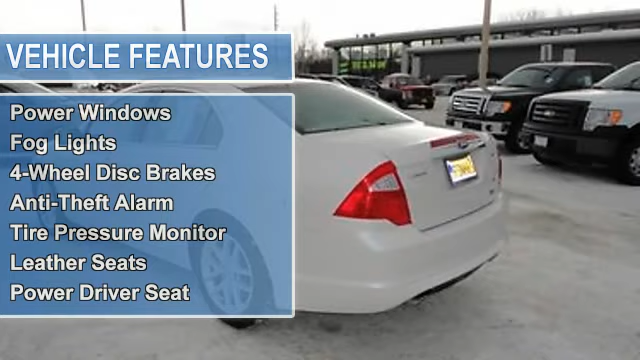 VEHICLE FEATURES
Power Windows
Fog Lights
4-Wheel Disc Brakes
Anti-Theft Alarm
Tire Pressure Monitor
Leather Seats
Power Driver Seat